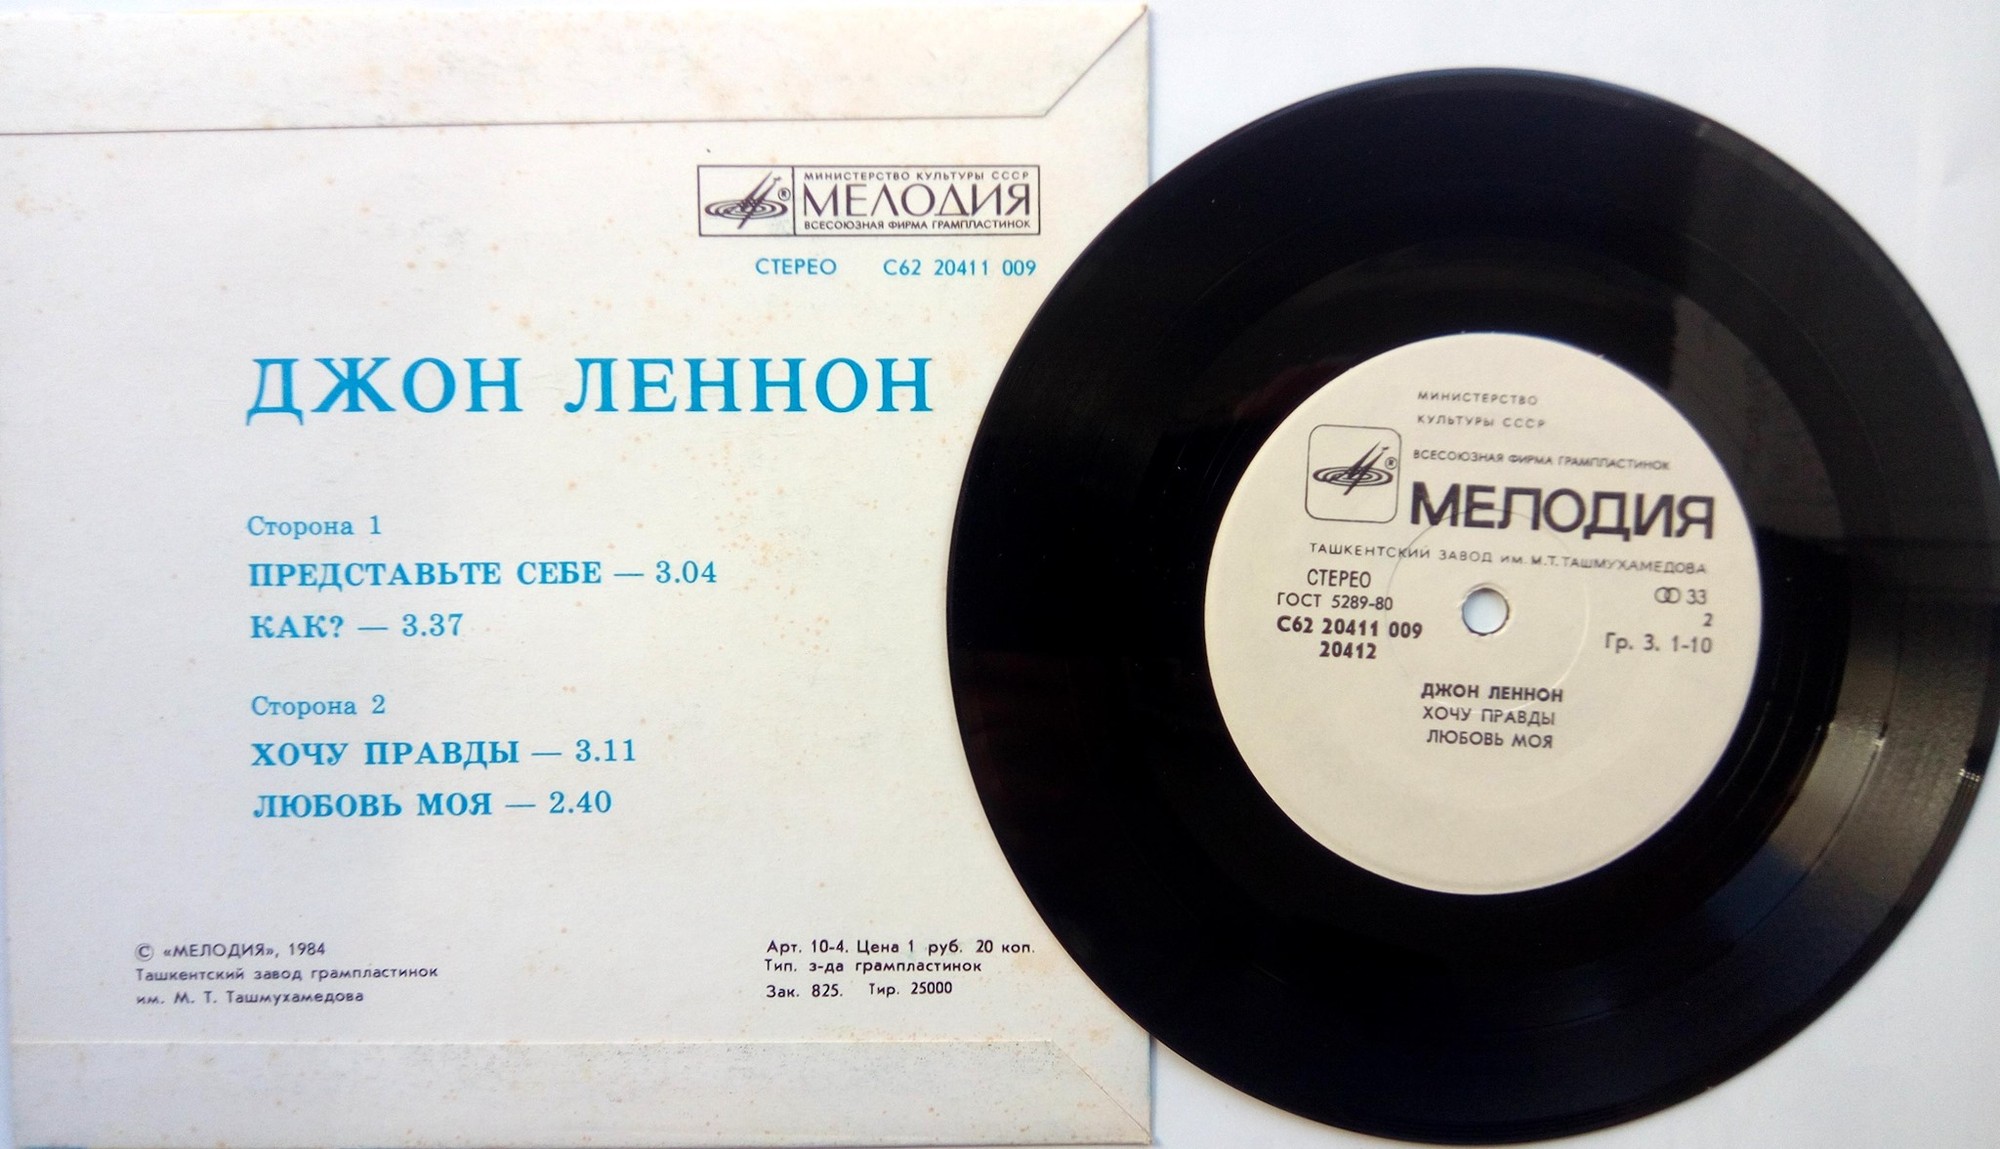 МИНИСТЕРСТВО КУЛЬТУРЫ СССР
МЕЛОДИЯ
ВСЕСОЮЗНАЯ ФИРМА ГРАМПЛАСТИНОК
®
СТЕРЕО С62 20411 009
ДЖОН ЛЕННОН
Сторона 1
ПРЕДСТАВЬТЕ СЕБЕ — 3.04
КАК? — 3.37
Сторона 2
ХОЧУ ПРАВДЫ — 3.11
ЛЮБОВЬ МОЯ — 2.40
© «МЕЛОДИЯ», 1984
Ташкентский завод грампластинок
им. М. Т. Ташмухамедова
Арт. 10-4. Цена 1 руб. 20 коп.
Тип. з-да грампластинок
Зак. 825. Тир. 25000
МИНИСТЕРСТВО
КУЛЬТУРЫ СССР
ВСЕСОЮЗНАЯ ФИРМА ГРАМПЛАСТИНОК
®
МЕЛОДИЯ
ТАШКЕНТСКИЙ ЗАВОД ИМ. М.Т. ТАШМУХАМЕДОВА
СТЕРЕО
ГОСТ 5289-80
С62 20411 009
20412
33
2
Гр. 3. 1-10
ДЖОН ЛЕННОН
ХОЧУ ПРАВДЫ
ЛЮБОВЬ МОЯ